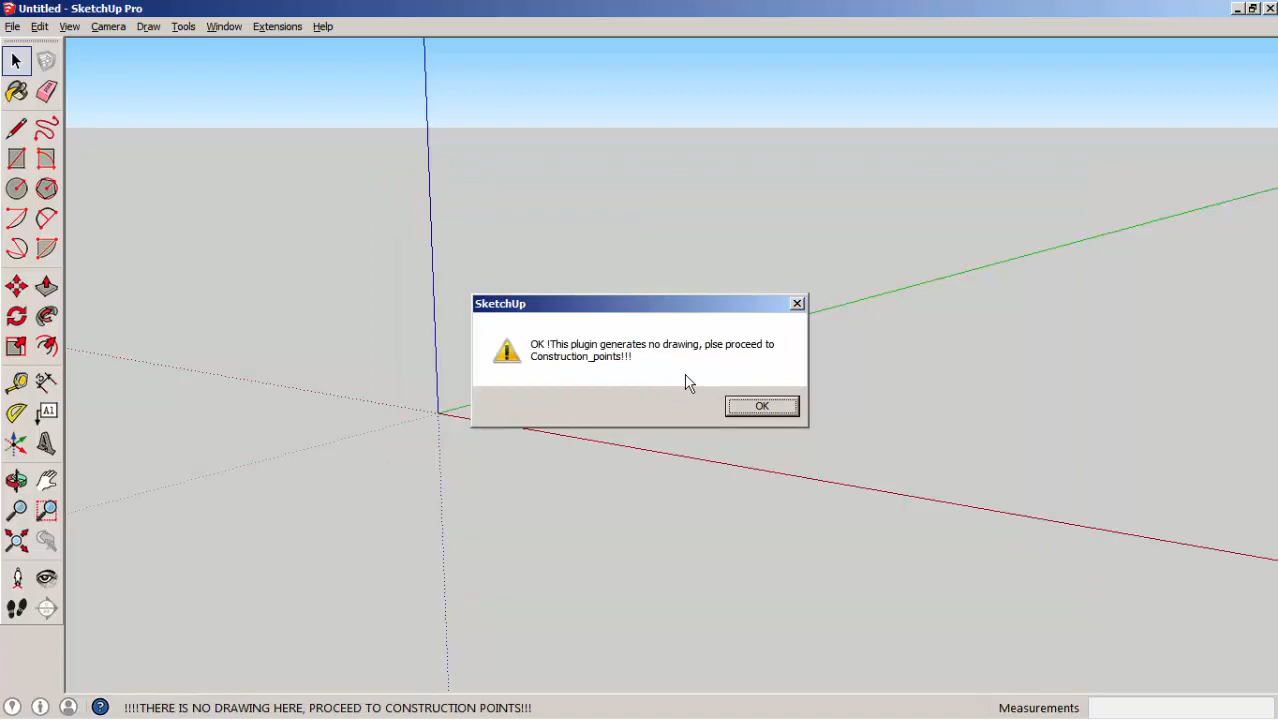 Untitled - SketchUp Pro
File Edit View Camera Draw Tools Window Extensions Help
A1
SketchUp
OK !This plugin generates no drawing, plse proceed to
Construction_points!!!
OK
!!!!THERE IS NO DRAWING HERE, PROCEED TO CONSTRUCTION POINTS!!! Measurements